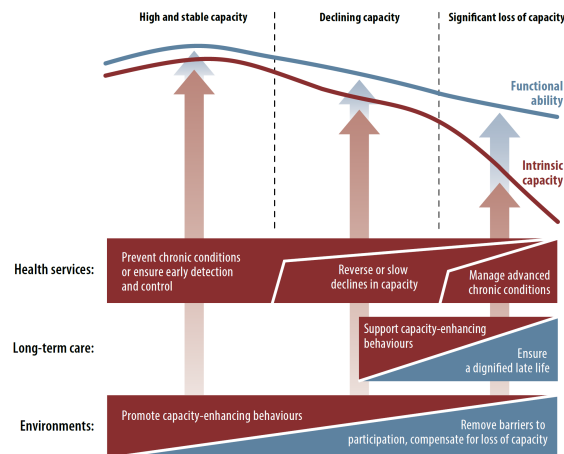 High and stable capacity
Declining capacity
Significant loss of capacity
Functional
ability
Intrinsic
capacity
Health services:
Prevent chronic conditions
or ensure early detection
and control
Reverse or slow
declines in capacity
Manage advanced
chronic conditions
Long-term care:
Support capacity-enhancing
behaviours
Ensure
a dignified late life
Environments:
Promote capacity-enhancing behaviours
Remove barriers to
participation, compensate for loss of capacity